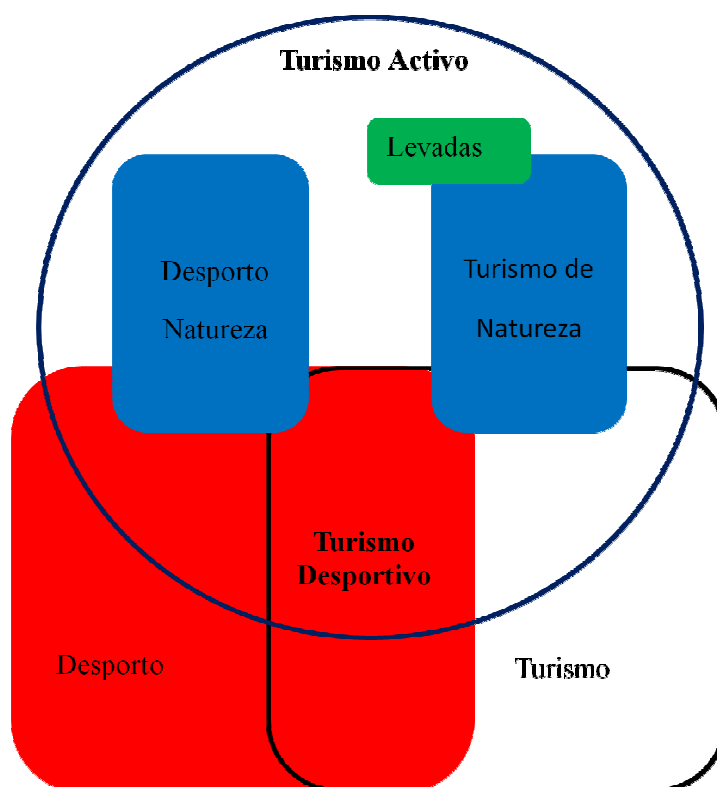 Turismo Activo
Levadas
Desporto
Natureza
Turismo de
Natureza
Turismo
Desportivo
Desporto
Turismo